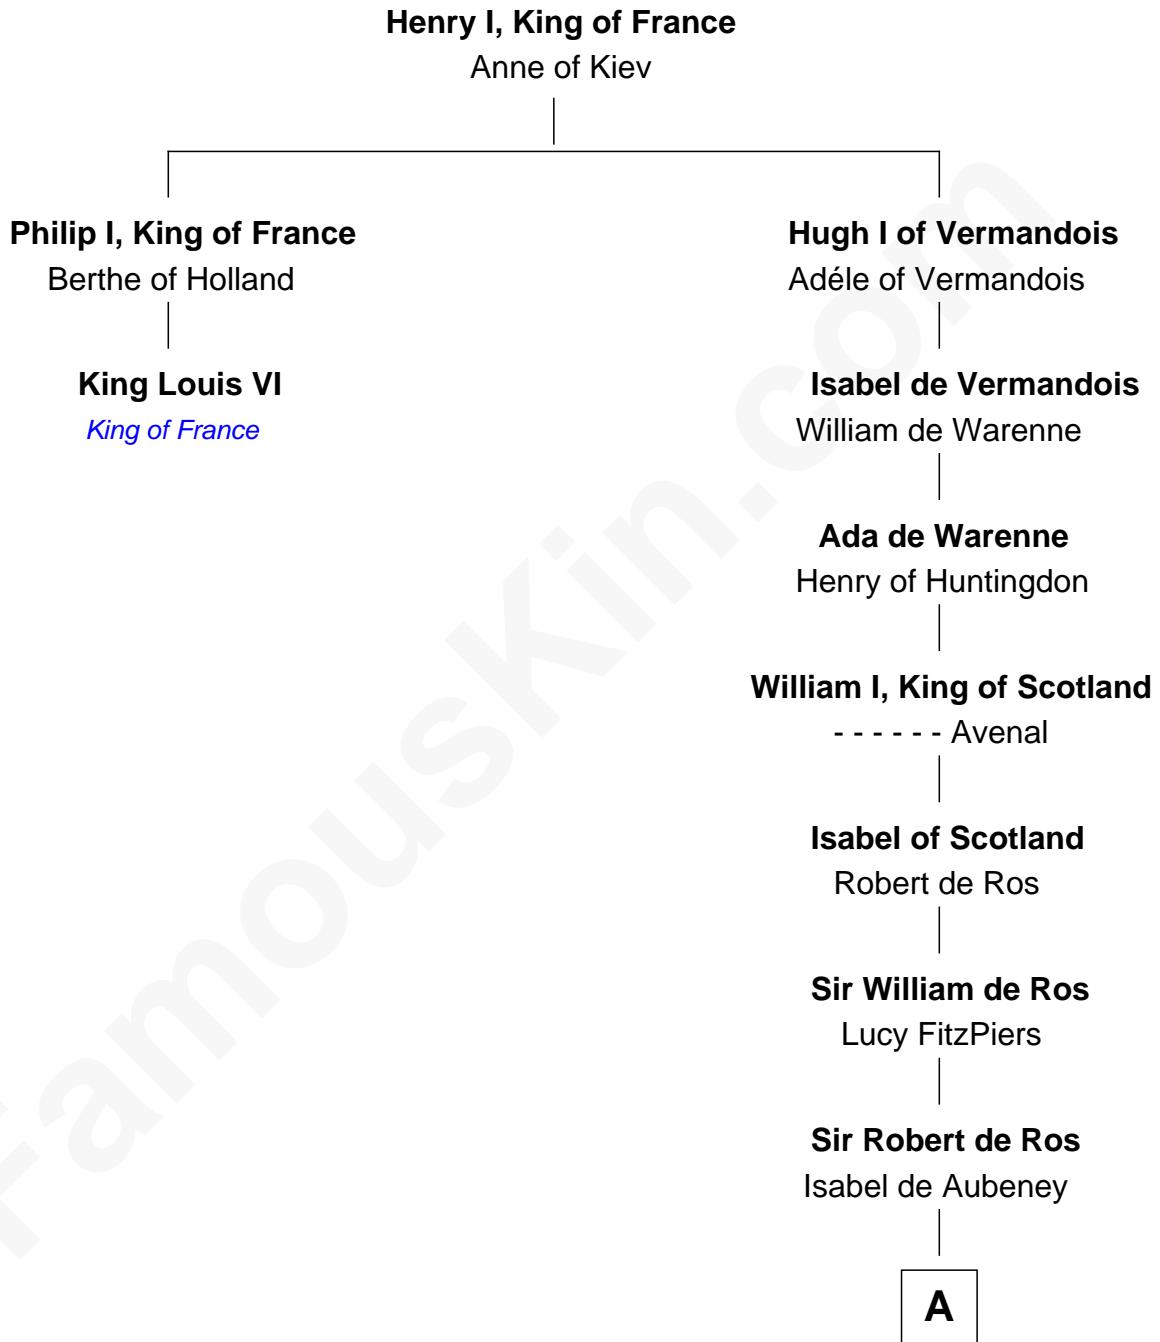 Henry I, King of France
Anne of Kiev
Philip I, King of France
Berthe of Holland
King Louis VI
King of France
Hugh I of Vermandois
Adéle of Vermandois
Isabel de Vermandois
William de Warenne
Ada de Warenne
Henry of Huntingdon
William I, King of Scotland
- - - - - - Avenal
Isabel of Scotland
Robert de Ros
Sir William de Ros
Lucy FitzPiers
Sir Robert de Ros
Isabel de Aubeney
A
FamousKin.com